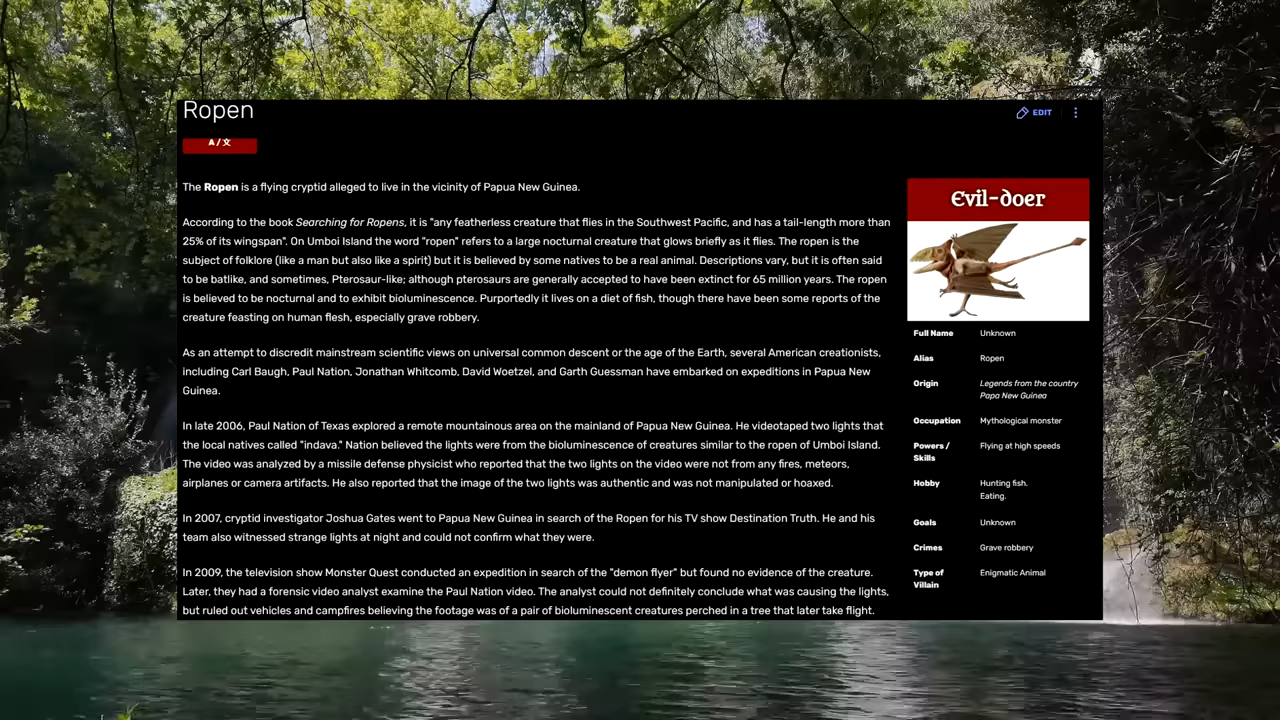 Ropen
EDIT
A/文
The Ropen is a flying cryptid alleged to live in the vicinity of Papua New Guinea.
According to the book Searching for Ropens, it is "any featherless creature that flies in the Southwest Pacific, and has a tail-length more than
25% of its wingspan". On Umboi Island the word "ropen" refers to a large nocturnal creature that glows briefly as it flies. The ropen is the
subject of folklore (like a man but also like a spirit) but it is believed by some natives to be a real animal. Descriptions vary, but it is often said
to be batlike, and sometimes, Pterosaur-like; although pterosaurs are generally accepted to have been extinct for 65 million years. The ropen
is believed to be nocturnal and to exhibit bioluminescence. Purportedly it lives on a diet of fish, though there have been some reports of the
creature feasting on human flesh, especially grave robbery.
As an attempt to discredit mainstream scientific views on universal common descent or the age of the Earth, several American creationists,
including Carl Baugh, Paul Nation, Jonathan Whitcomb, David Woetzel, and Garth Guessman have embarked on expeditions in Papua New
Guinea.
In late 2006, Paul Nation of Texas explored a remote mountainous area on the mainland of Papua New Guinea. He videotaped two lights that
the local natives called "indava." Nation believed the lights were from the bioluminescence of creatures similar to the ropen of Umboi Island.
The video was analyzed by a missile defense physicist who reported that the two lights on the video were not from any fires, meteors,
airplanes or camera artifacts. He also reported that the image of the two lights was authentic and was not manipulated or hoaxed.
In 2007, cryptid investigator Joshua Gates went to Papua New Guinea in search of the Ropen for his TV show Destination Truth. He and his
team also witnessed strange lights at night and could not confirm what they were.
In 2009, the television show Monster Quest conducted an expedition in search of the "demon flyer" but found no evidence of the creature.
Later, they had a forensic video analyst examine the Paul Nation video. The analyst could not definitely conclude what was causing the lights,
but ruled out vehicles and campfires believing the footage was of a pair of bioluminescent creatures perched in a tree that later take flight.
Evil-doer
Full Name Unknown
Alias Ropen
Origin Legends from the country
Papa New Guinea
Occupation Mythological monster
Powers / Flying at high speeds
Skills
Hobby Hunting fish.
Eating.
Goals Unknown
Crimes Grave robbery
Type of Enigmatic Animal
Villain